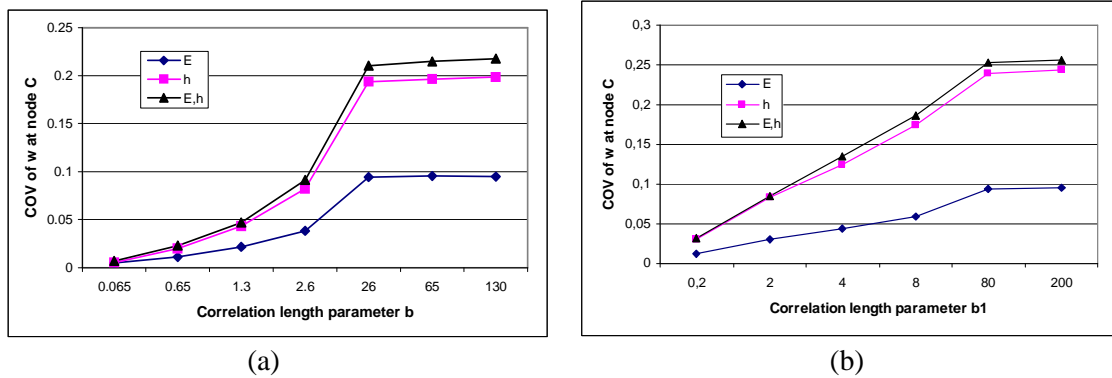 0.25
0.2
0.15
0.1
0.05
0
COV of w at node C
E
h
E,h
0.065 0.65 1.3 2.6 26 65 130
Correlation length parameter b
(a)
0,3
0,25
0,2
0,15
0,1
0,05
0
COV of w at node C
E
h
E,h
0,2 2 4 8 80 200
Correlation length parameter b1
(b)